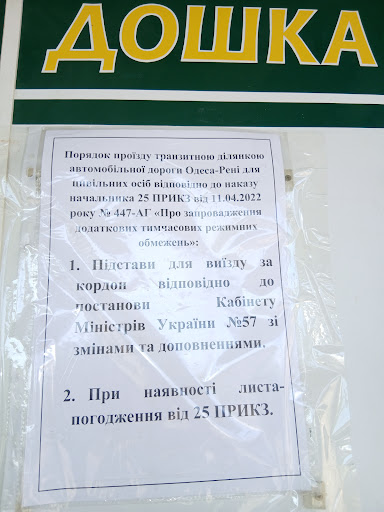 ДОШКА
Порядок проїзду транзитною ділянкою
автомобільної дороги Одеса-Рені для
цивільних осіб відповідно до наказу
начальника 25 ПРИКЗ від 11.04.2022
року № 447-АГ «Про запровадження
додаткових тимчасових режимних
обмежень»:
1. Підстави для виїзду за
кордон відповідно до
постанови Кабінету
Міністрів України №57 зі
змінами та доповненнями.
2. При наявності листа-
погодження від 25 ПРИКЗ.